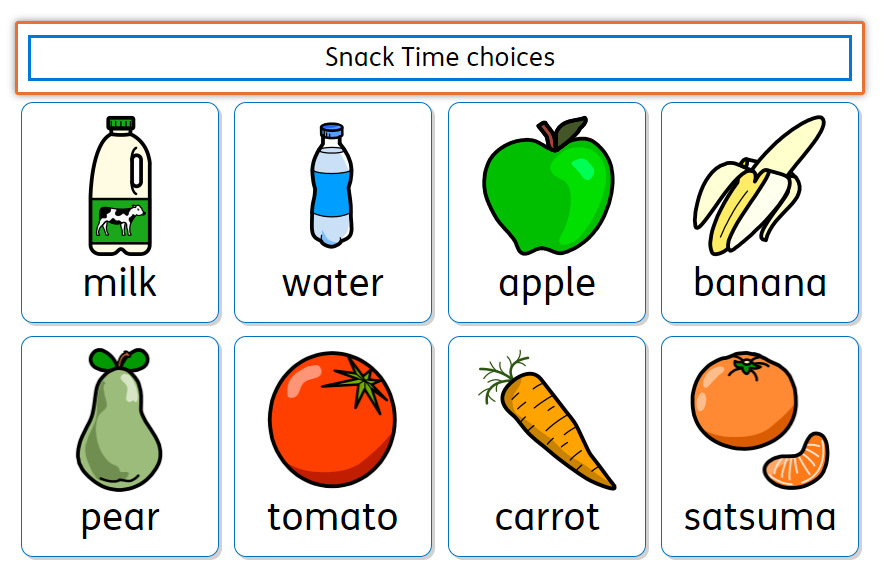 Snack Time choices
milk
water
apple
banana
pear
tomato
carrot
satsuma